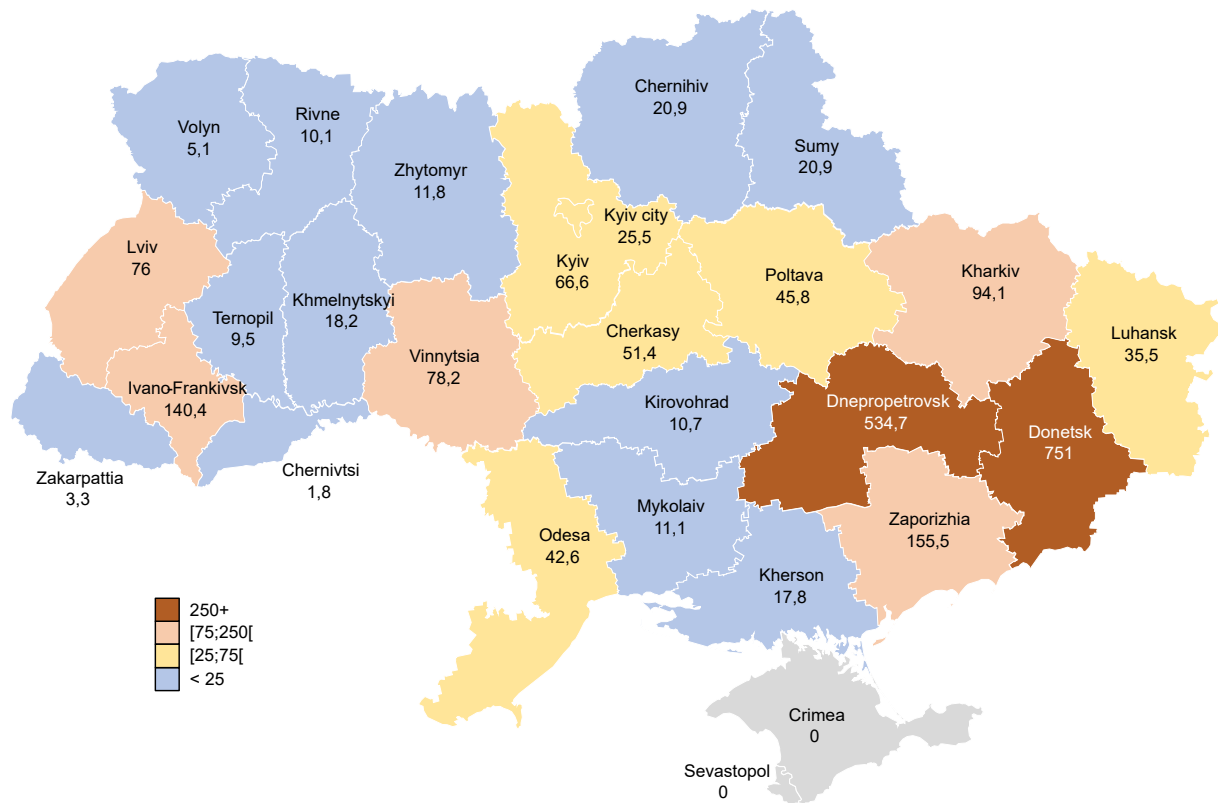 Chernihiv
20,9
Rivne
10,1
Volyn
5,1
Sumy
20,9
Zhytomyr
11,8
Kyiv city
25,5
Lviv
76
Kyiv
66,6
Poltava
45,8
Kharkiv
94,1
Khmelnytskyi
18,2
Ternopil
9,5
Cherkasy
51,4
Luhansk
35,5
Vinnytsia
78,2
Ivano-Frankivsk
140,4
Kirovohrad
10,7
Dnepropetrovsk
534,7
Donetsk
751
Zakarpattia
3,3
Chernivtsi
1,8
Mykolaiv
11,1
Zaporizhia
155,5
Odesa
42,6
Kherson
17,8
250+
[75;250[
[25;75[
< 25
Crimea
0
Sevastopol
0